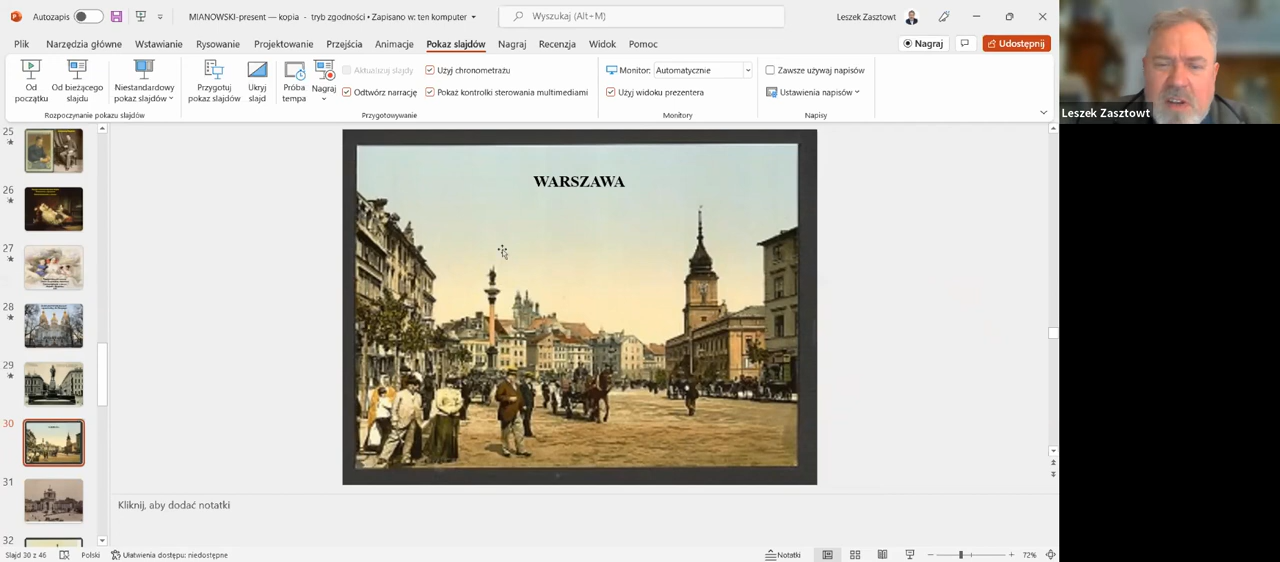 Autozapis
MIANOWSKI-present — kopia - tryb zgodności • Zapisano w: ten komputer
Wyszukaj (Alt+M)
Leszek Zasztowt
Plik Narzędzia główne Wstawianie Rysowanie Projektowanie Przejścia Animacje Pokaz slajdów Nagraj Recenzja Widok Pomoc
Nagraj
Udostępnij
Od początku
Od bieżącego slajdu
Niestandardowy pokaz slajdów
Rozpoczynanie pokazu slajdów
Przygotuj pokaz slajdów
Ukryj slajd
Próba tempa
Nagraj
Aktualizuj slajdy
Odtwórz narrację
Użyj chronometrażu
Pokaż kontrolki sterowania multimediami
Przygotowywanie
Monitor: Automatycznie
Użyj widoku prezentera
Monitory
Zawsze używaj napisów
Ustawienia napisów
Napisy
Leszek Zasztowt
25
26
27
28
29
30
31
32
WARSZAWA
Kliknij, aby dodać notatki
Slajd 30 z 46
Polski
Ułatwienia dostępu: niedostępne
Notatki
72%